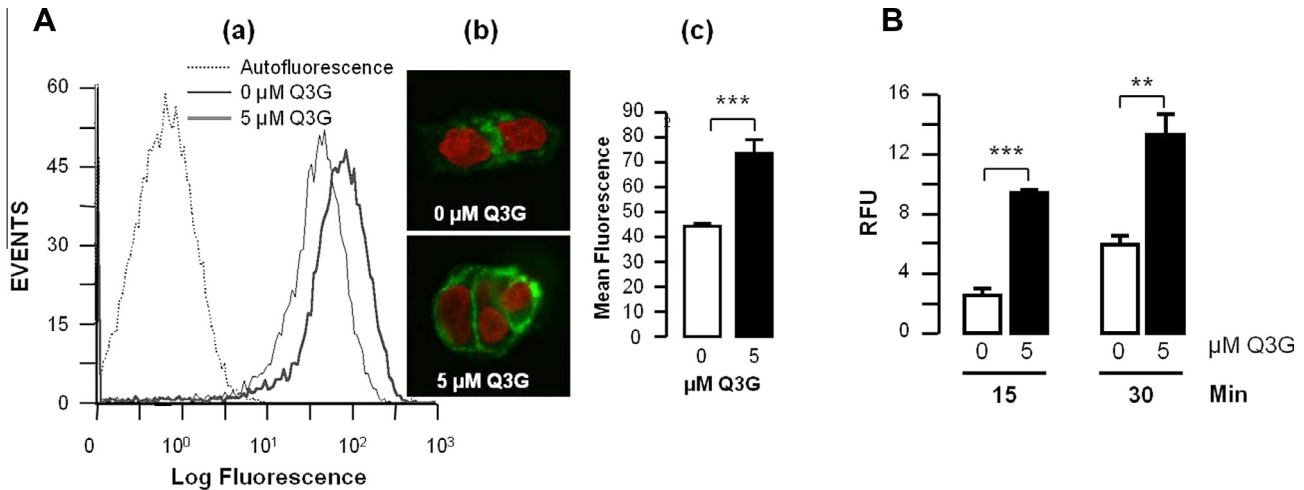 A
(a)
(b)
(c)
B
Autofluorescence
0 µM Q3G
5 µM Q3G
60
45
30
15
0
EVENTS
0 10⁰ 10¹ 10² 10³
Log Fluorescence
0 µM Q3G
5 µM Q3G
90
80
70
60
50
40
30
20
10
0
Mean Fluorescence
***
0 5
µM Q3G
16
12
8
4
0
RFU
***
**
0 5 0 5 µM Q3G
15 30 Min